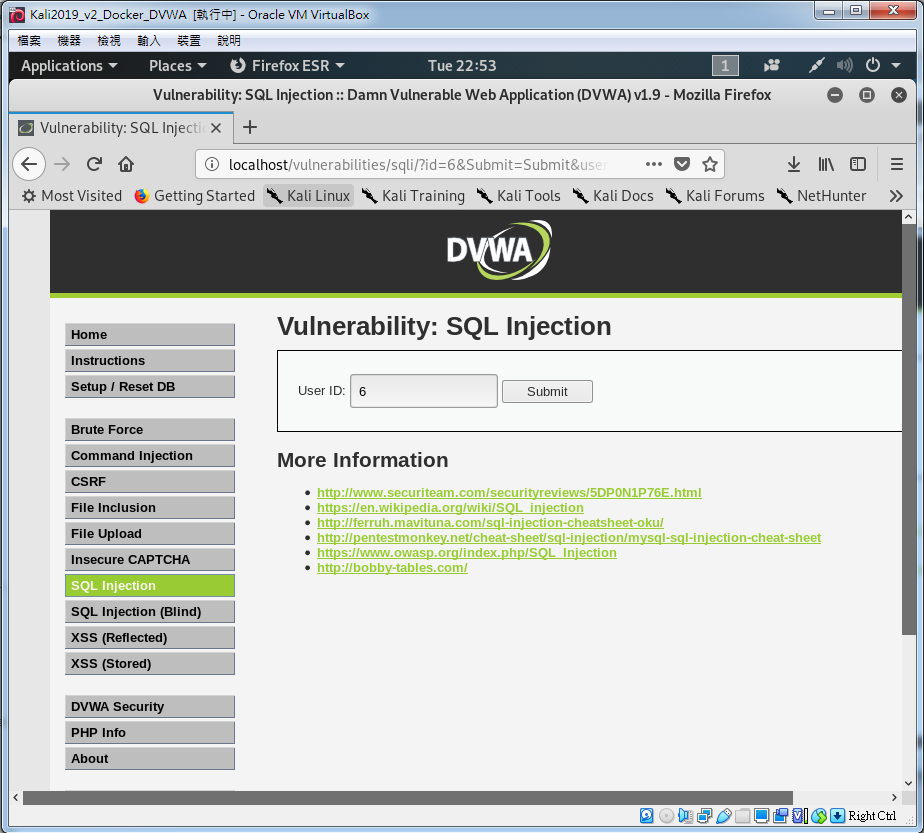 Kali2019_v2_Docker_DVWA [執行中] - Oracle VM VirtualBox
檔案 機器 檢視 輸入 裝置 說明
Applications Places Firefox ESR Tue 22:53 1
Vulnerability: SQL Injection :: Damn Vulnerable Web Application (DVWA) v1.9 - Mozilla Firefox
Vulnerability: SQL Injecti
localhost/vulnerabilities/sqli/?id=6&Submit=Submit&user
Most Visited Getting Started Kali Linux Kali Training Kali Tools Kali Docs Kali Forums NetHunter
DVWA
Vulnerability: SQL Injection
User ID: 6 Submit
More Information
http://www.securiteam.com/securityreviews/5DP0N1P76E.html
https://en.wikipedia.org/wiki/SQL_injection
http://ferruh.mavituna.com/sql-injection-cheatsheet-oku/
http://pentestmonkey.net/cheat-sheet/sql-injection/mysql-sql-injection-cheat-sheet
https://www.owasp.org/index.php/SQL_Injection
http://bobby-tables.com/
Home
Instructions
Setup / Reset DB
Brute Force
Command Injection
CSRF
File Inclusion
File Upload
Insecure CAPTCHA
SQL Injection
SQL Injection (Blind)
XSS (Reflected)
XSS (Stored)
DVWA Security
PHP Info
About
Right Ctrl